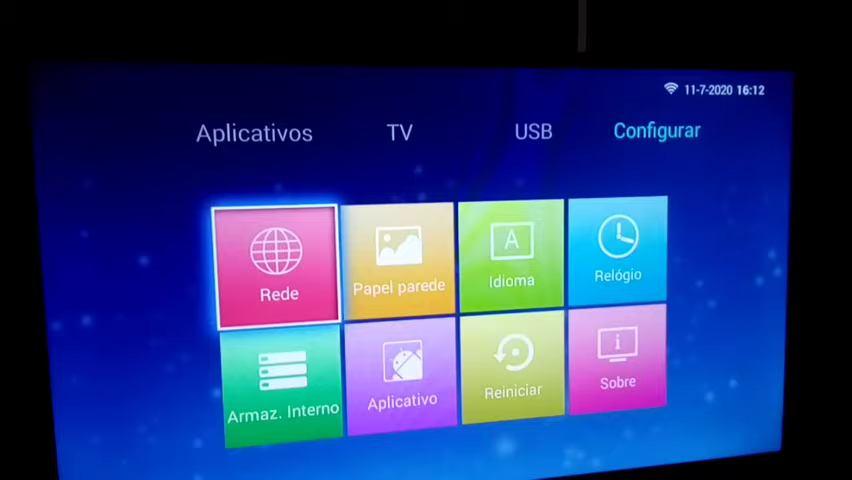 11-7-2020 16:12
Aplicativos TV USB Configurar
Rede Papel parede Idioma Relógio
Armaz. Interno Aplicativo Reiniciar Sobre